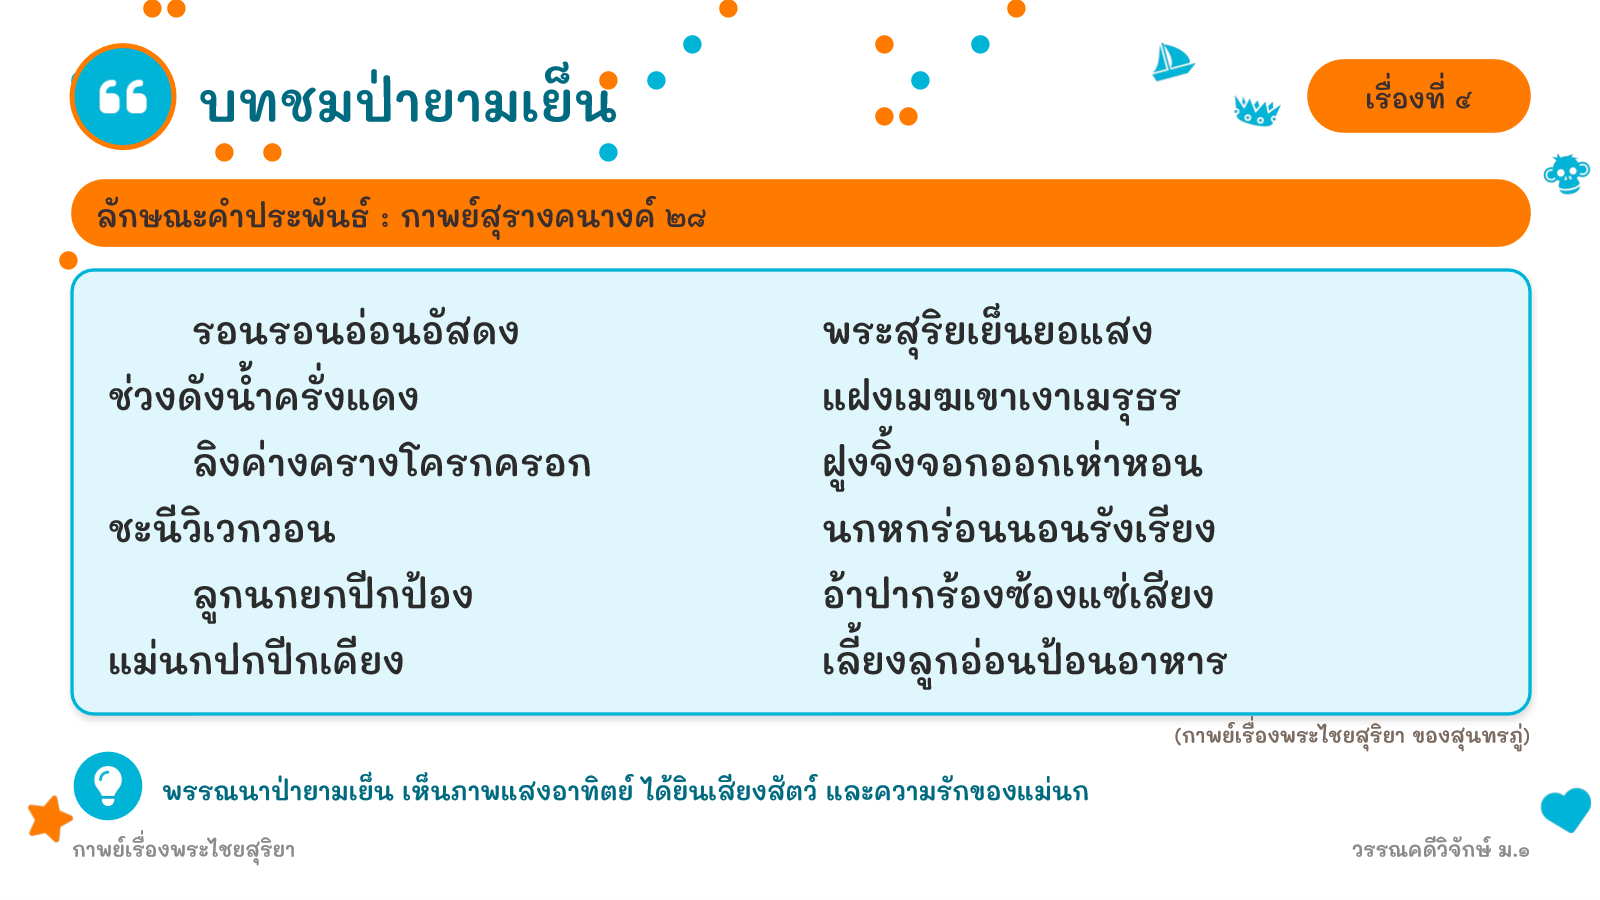 บทชมป่ายามเย็น
เรื่องที่ ๔
ลักษณะคำประพันธ์ : กาพย์สุรางคนางค์ ๒๘
รอนรอนอ่อนอัสดง พระสุริยเย็นยอแสง
ช่วงดังน้ำครั่งแดง แฝงเมฆเขาเงาเมรุธร
ลิงค่างครางโครกครอก ฝูงจิ้งจอกออกเห่าหอน
ชะนีวิเวกวอน นกหกร่อนนอนรังเรียง
ลูกนกยกปีกป้อง อ้าปากร้องซ้องแซ่เสียง
แม่นกปกปีกเคียง เลี้ยงลูกอ่อนป้อนอาหาร
(กาพย์เรื่องพระไชยสุริยา ของสุนทรภู่)
พรรณนาป่ายามเย็น เห็นภาพแสงอาทิตย์ ได้ยินเสียงสัตว์ และความรักของแม่นก
กาพย์เรื่องพระไชยสุริยา
วรรณคดีวิจักษ์ ม.๑